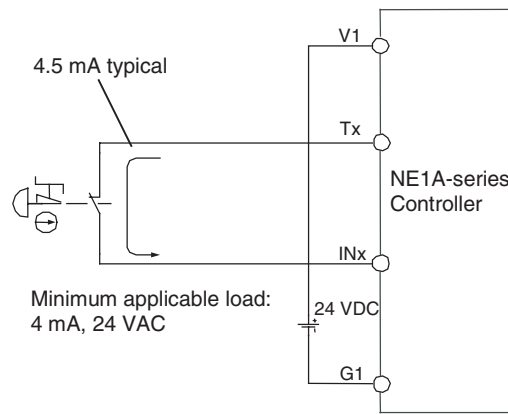 V1
4.5 mA typical
Tx
NE1A-series
Controller
INx
Minimum applicable load:
4 mA, 24 VAC
24 VDC
G1